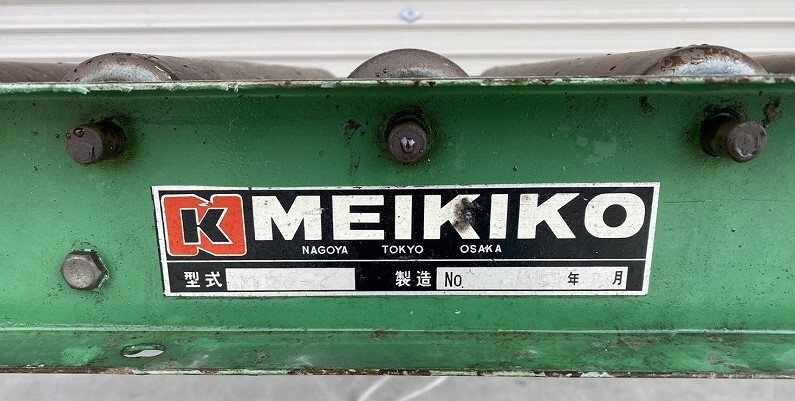 K MEIKIKO
NAGOYA TOKYO OSAKA
型式 製造 No. 年 月